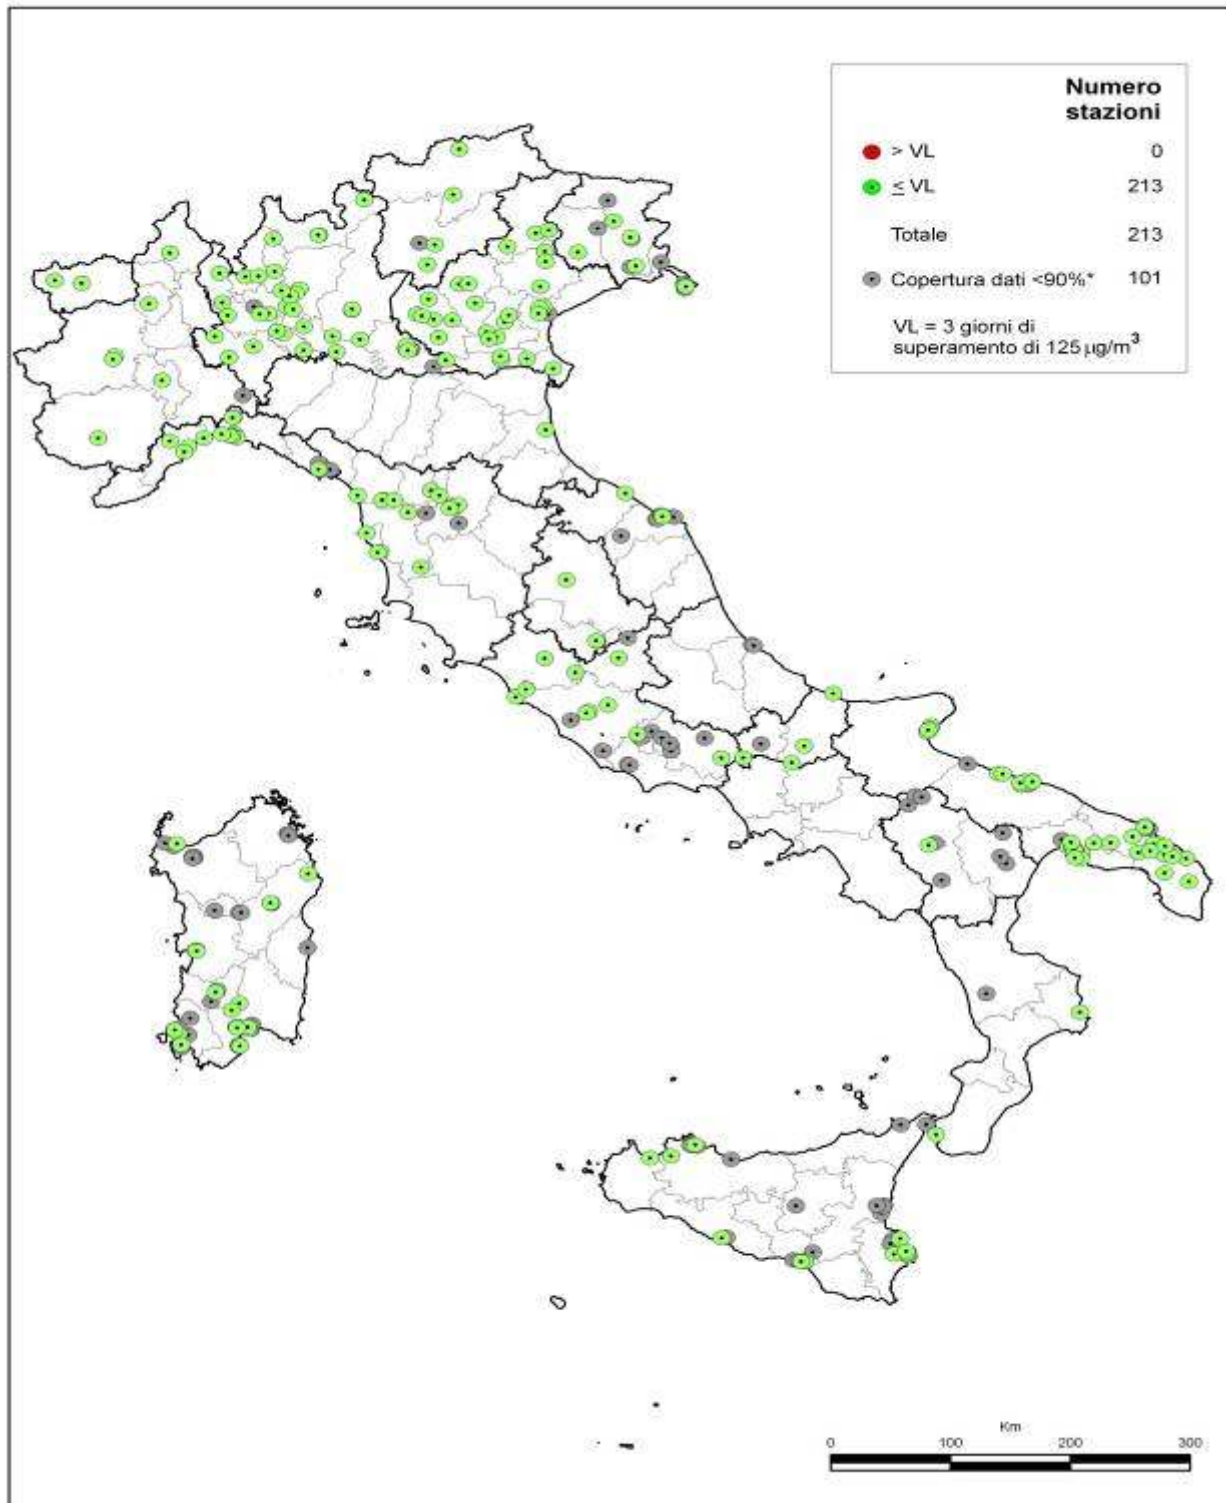 Numero
stazioni
> VL 0
≤ VL 213
Totale 213
Copertura dati <90%* 101
VL = 3 giorni di
superamento di 125 µg/m³
Km
0 100 200 300